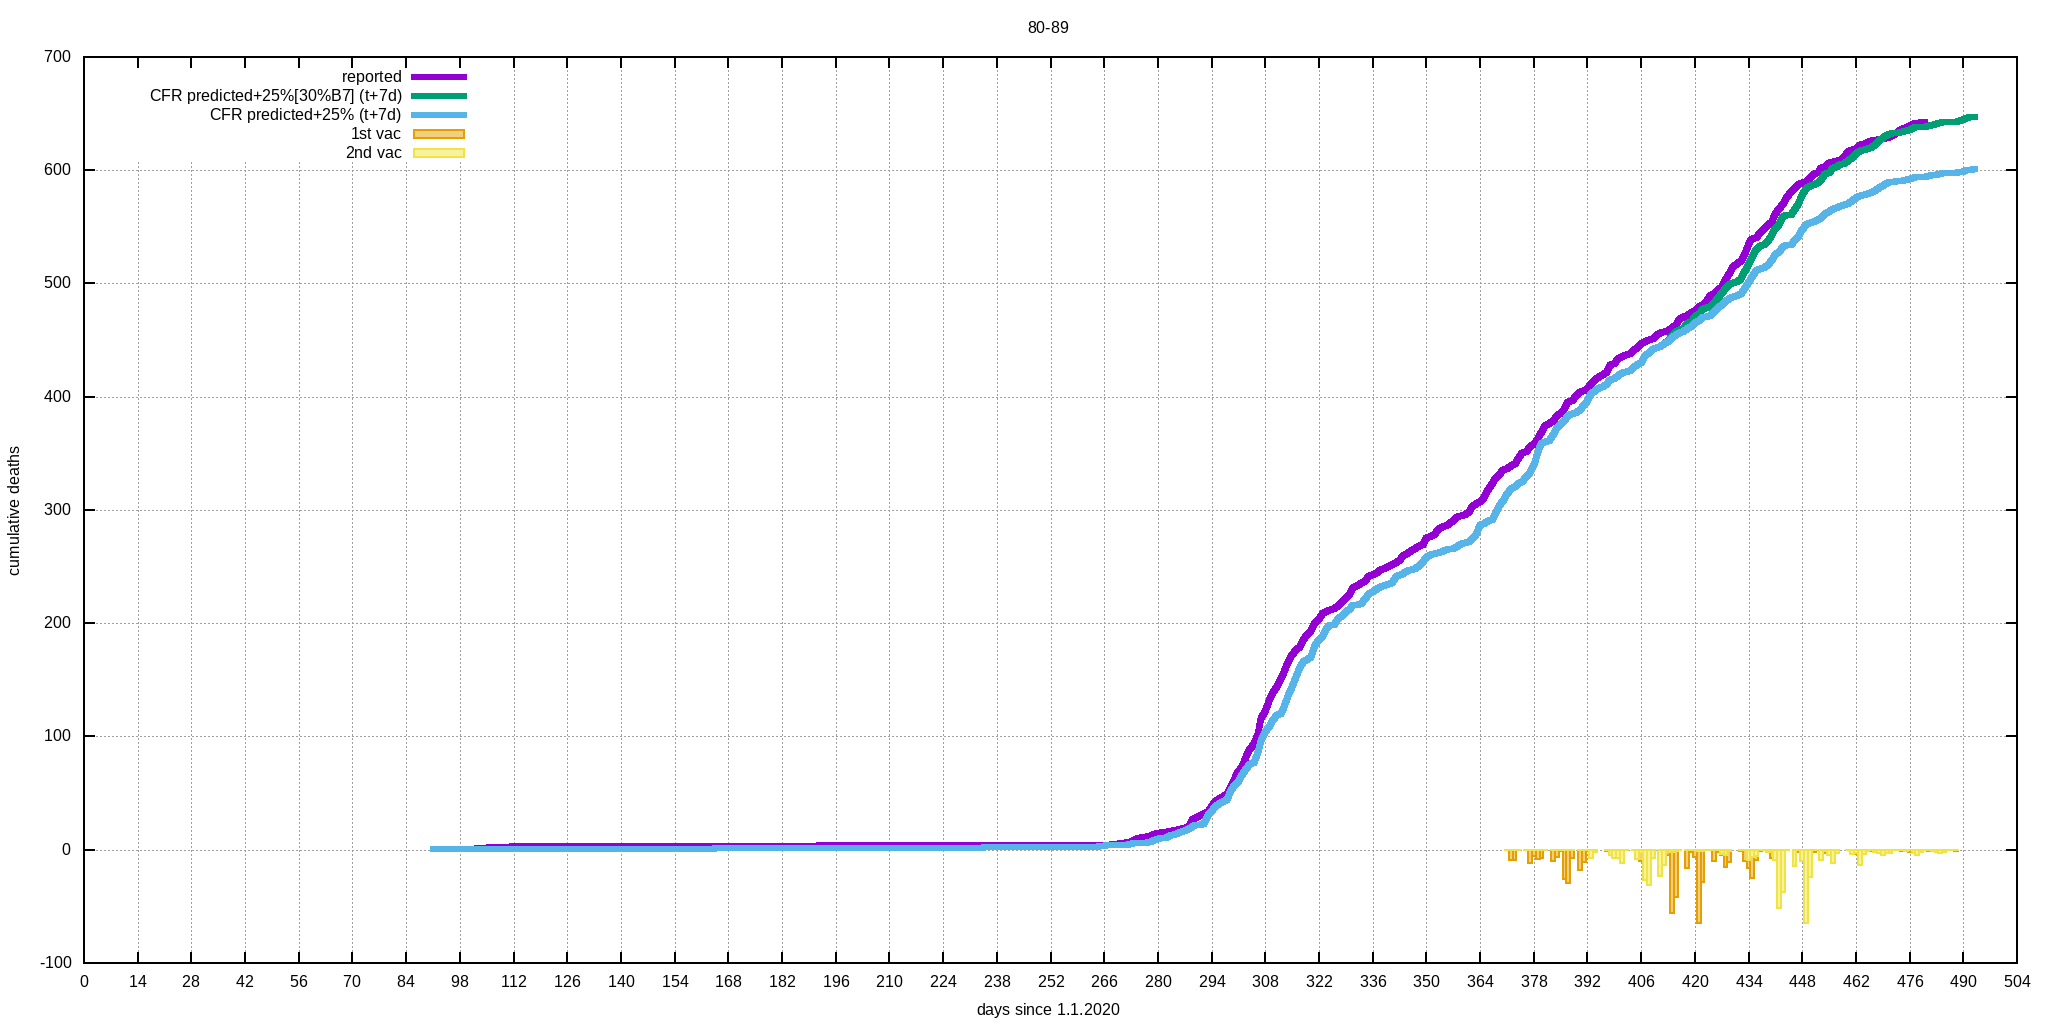 80-89
700
600
500
400
300
200
100
0
-100
cumulative deaths
reported
CFR predicted+25%[30%B7] (t+7d)
CFR predicted+25% (t+7d)
1st vac
2nd vac
0 14 28 42 56 70 84 98 112 126 140 154 168 182 196 210 224 238 252 266 280 294 308 322 336 350 364 378 392 406 420 434 448 462 476 490 504
days since 1.1.2020